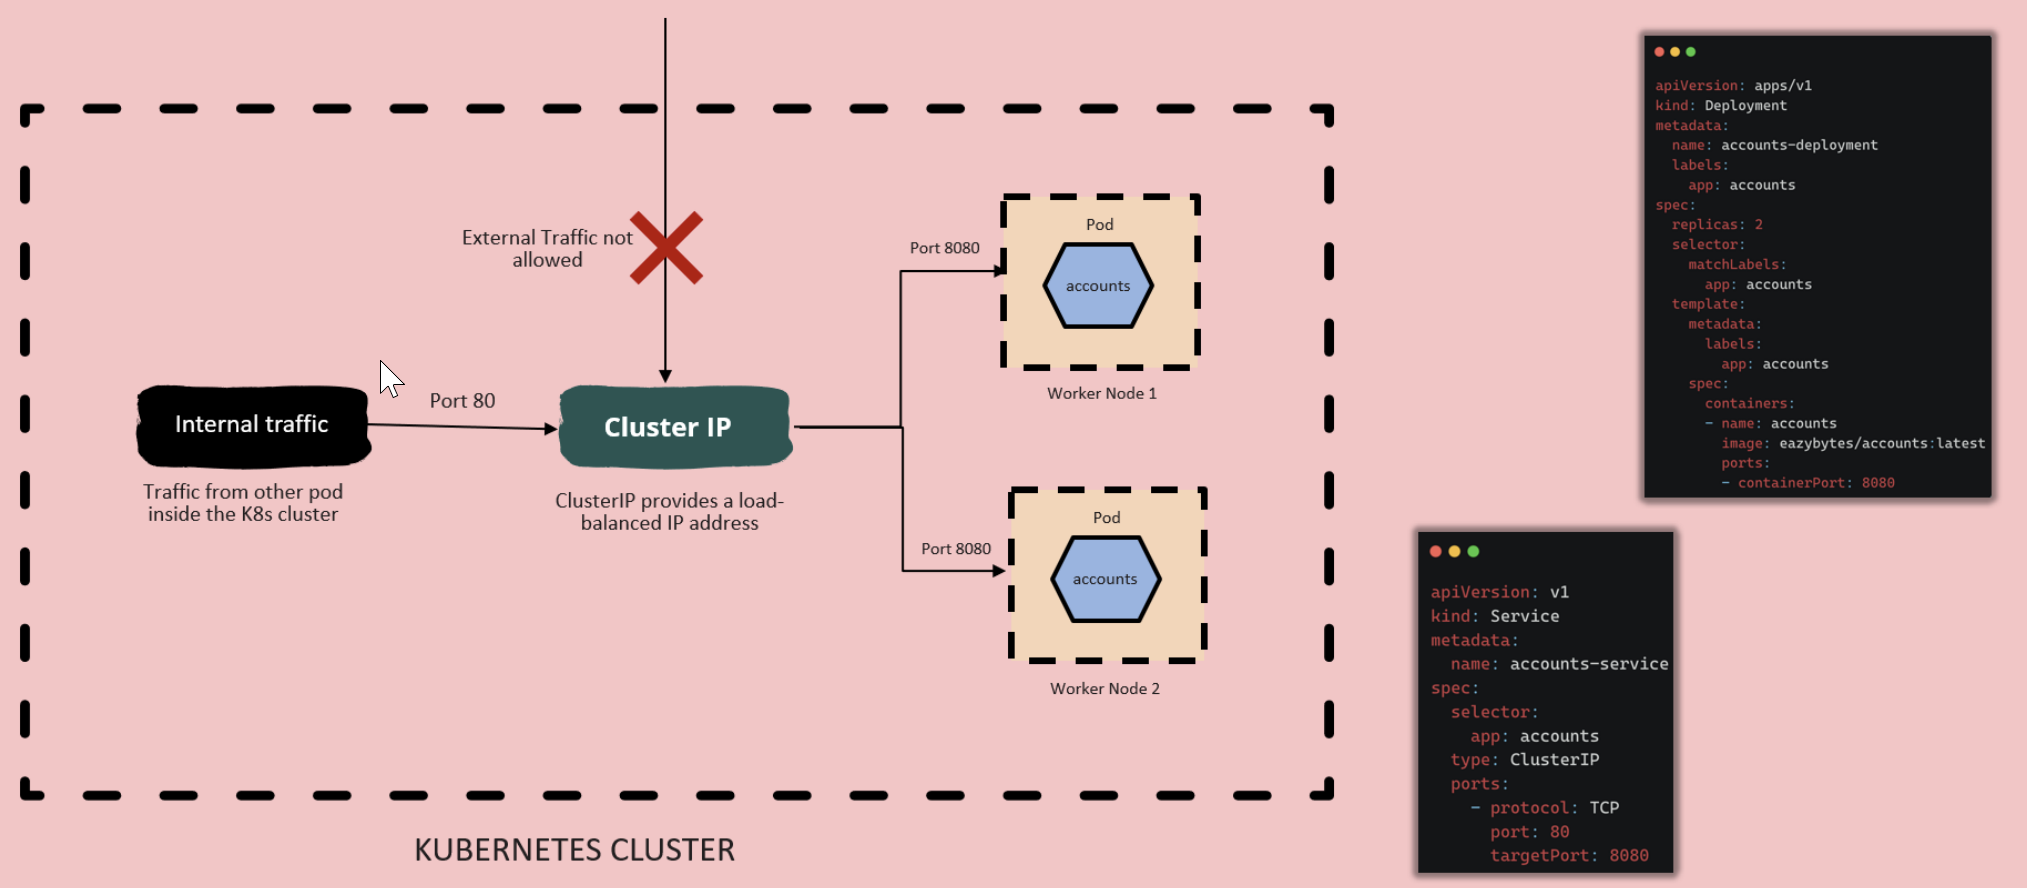 External Traffic not
allowed
Internal traffic
Port 80
Cluster IP
Traffic from other pod
inside the K8s cluster
ClusterIP provides a load-
balanced IP address
Port 8080
Pod
accounts
Worker Node 1
Port 8080
Pod
accounts
Worker Node 2
KUBERNETES CLUSTER
apiVersion: apps/v1
kind: Deployment
metadata:
  name: accounts-deployment
  labels:
    app: accounts
spec:
  replicas: 2
  selector:
    matchLabels:
      app: accounts
  template:
    metadata:
      labels:
        app: accounts
    spec:
      containers:
      - name: accounts
        image: eazybytes/accounts:latest
        ports:
        - containerPort: 8080
apiVersion: v1
kind: Service
metadata:
  name: accounts-service
spec:
  selector:
    app: accounts
  type: ClusterIP
  ports:
    - protocol: TCP
      port: 80
      targetPort: 8080